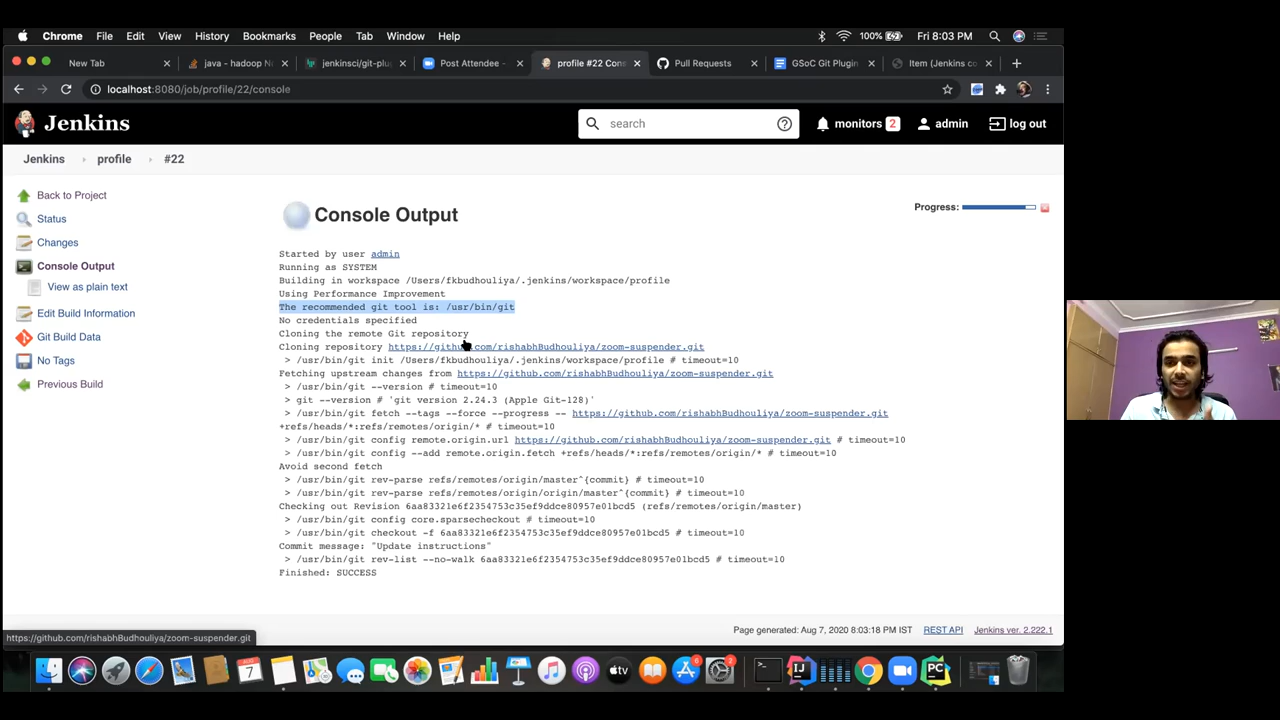 Chrome File Edit View History Bookmarks People Tab Window Help 100% Fri 8:03 PM
New Tab java - hadoop N jenkinsci/git-plu Post Attendee - profile #22 Cons Pull Requests GSoC Git Plugin Item (Jenkins co
localhost:8080/job/profile/22/console
Jenkins search monitors 2 admin log out
Jenkins profile #22
Back to Project
Status
Changes
Console Output
View as plain text
Edit Build Information
Git Build Data
No Tags
Previous Build
Console Output
Progress:
Started by user admin
Running as SYSTEM
Building in workspace /Users/fkbudhouliya/.jenkins/workspace/profile
Using Performance Improvement
The recommended git tool is: /usr/bin/git
No credentials specified
Cloning the remote Git repository
Cloning repository https://github.com/rishabhBudhouliya/zoom-suspender.git
> /usr/bin/git init /Users/fkbudhouliya/.jenkins/workspace/profile # timeout=10
Fetching upstream changes from https://github.com/rishabhBudhouliya/zoom-suspender.git
> /usr/bin/git --version # timeout=10
> git --version # 'git version 2.24.3 (Apple Git-128)'
> /usr/bin/git fetch --tags --force --progress -- https://github.com/rishabhBudhouliya/zoom-suspender.git
+refs/heads/*:refs/remotes/origin/* # timeout=10
> /usr/bin/git config remote.origin.url https://github.com/rishabhBudhouliya/zoom-suspender.git # timeout=10
> /usr/bin/git config --add remote.origin.fetch +refs/heads/*:refs/remotes/origin/* # timeout=10
Avoid second fetch
> /usr/bin/git rev-parse refs/remotes/origin/master^{commit} # timeout=10
> /usr/bin/git rev-parse refs/remotes/origin/origin/master^{commit} # timeout=10
Checking out Revision 6aa83321e6f2354753c35ef9ddce80957e01bcd5 (refs/remotes/origin/master)
> /usr/bin/git config core.sparsecheckout # timeout=10
> /usr/bin/git checkout -f 6aa83321e6f2354753c35ef9ddce80957e01bcd5 # timeout=10
Commit message: "Update instructions"
> /usr/bin/git rev-list --no-walk 6aa83321e6f2354753c35ef9ddce80957e01bcd5 # timeout=10
Finished: SUCCESS
Page generated: Aug 7, 2020 8:03:18 PM IST REST API Jenkins ver. 2.222.1
https://github.com/rishabhBudhouliya/zoom-suspender.git